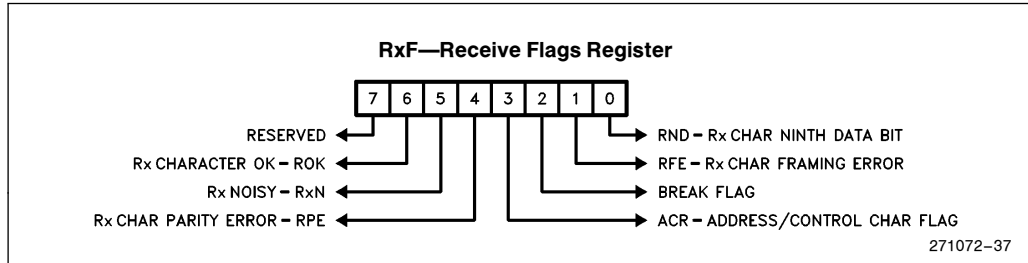 RxF—Receive Flags Register
7 6 5 4 3 2 1 0
RESERVED
Rx CHARACTER OK – ROK
Rx NOISY – RxN
Rx CHAR PARITY ERROR – RPE
RND – Rx CHAR NINTH DATA BIT
RFE – Rx CHAR FRAMING ERROR
BREAK FLAG
ACR – ADDRESS/CONTROL CHAR FLAG
271072–37